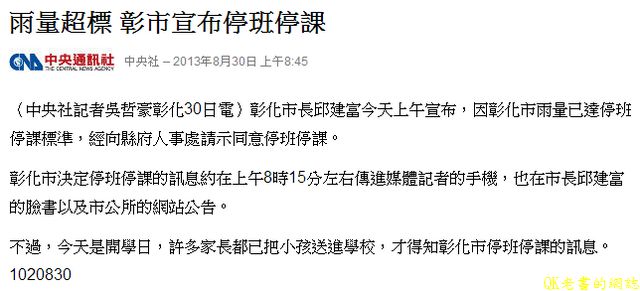 雨量超標 彰市宣布停班停課
CNA 中央通訊社 THE CENTRAL NEWS AGENCY 中央社 – 2013年8月30日 上午8:45
（中央社記者吳哲豪彰化30日電）彰化市長邱建富今天上午宣布，因彰化市雨量已達停班
停課標準，經向縣府人事處請示同意停班停課。
彰化市決定停班停課的訊息約在上午8時15分左右傳進媒體記者的手機，也在市長邱建富
的臉書以及市公所的網站公告。
不過，今天是開學日，許多家長都已把小孩送進學校，才得知彰化市停班停課的訊息。
1020830
OK老書的網誌